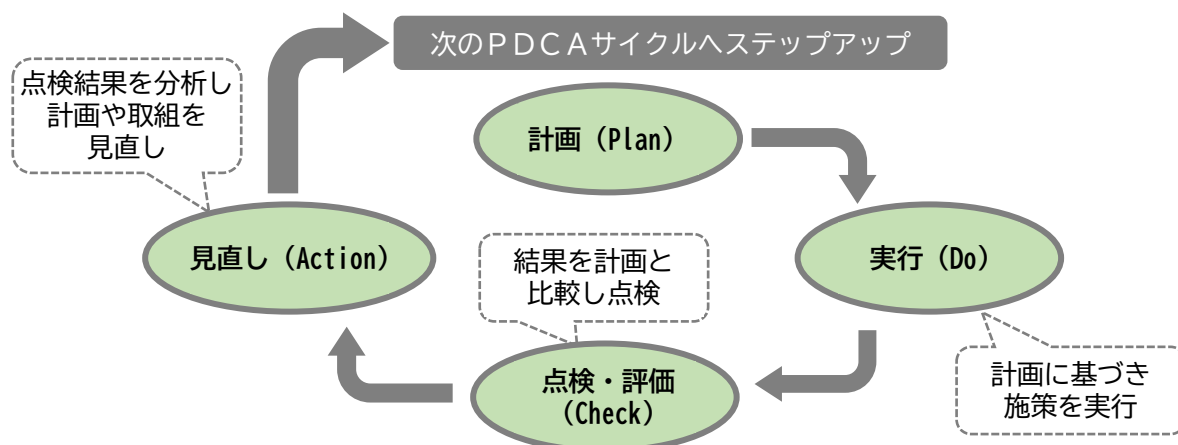 次のＰＤＣＡサイクルへステップアップ
点検結果を分析し
計画や取組を
見直し
計画（Plan）
見直し（Action）
実行（Do）
結果を計画と
比較し点検
点検・評価
（Check）
計画に基づき
施策を実行